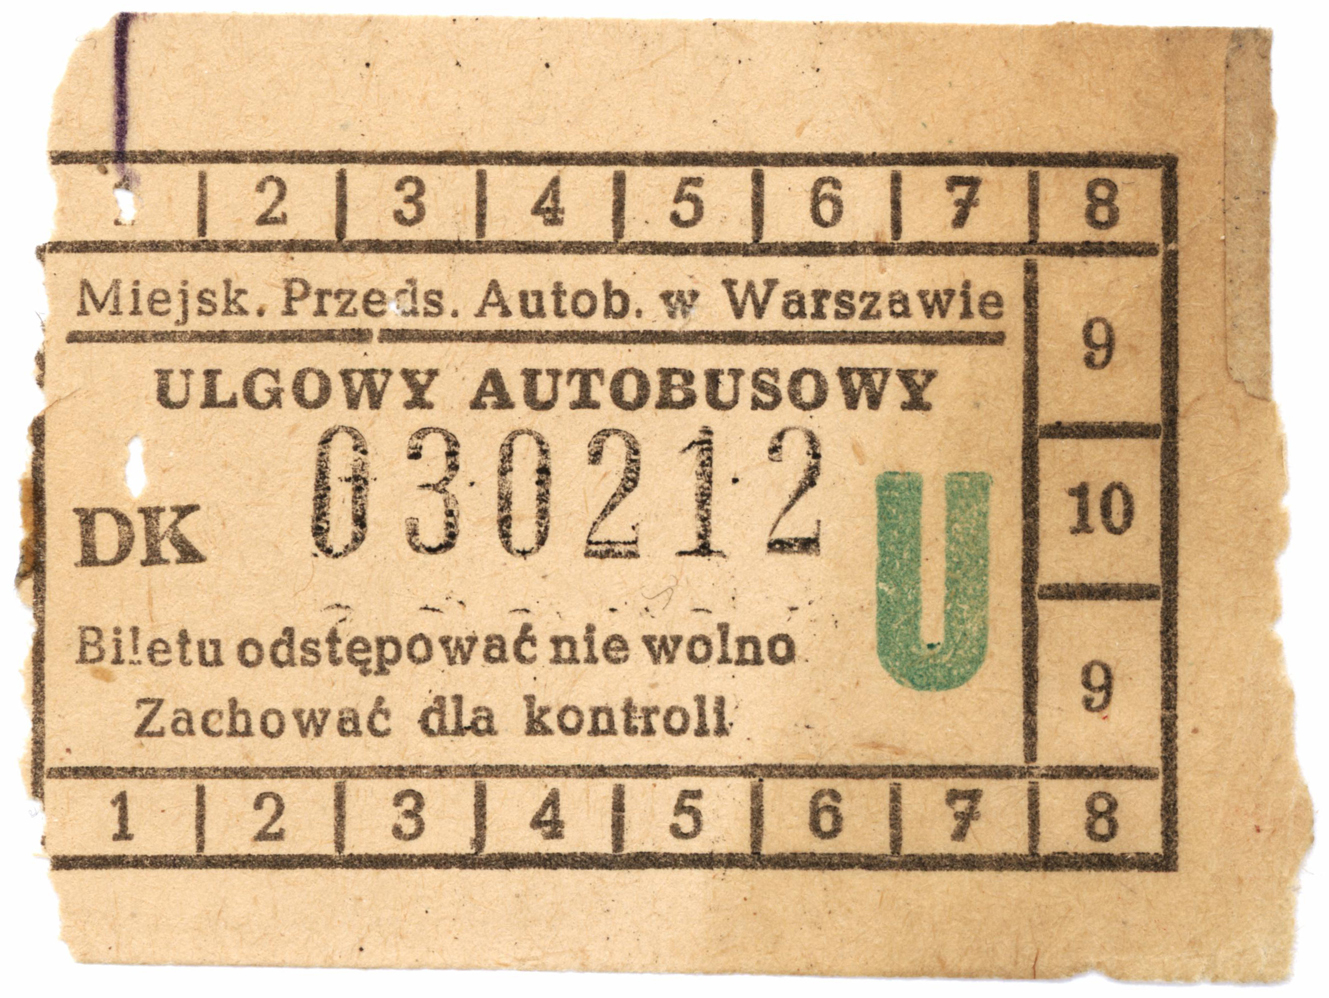 1 2 3 4 5 6 7 8
Miejsk. Przeds. Autob. w Warszawie
9
ULGOWY AUTOBUSOWY
030212
DK
U
10
Biletu odstępować nie wolno
9
Zachować dla kontroli
1 2 3 4 5 6 7 8